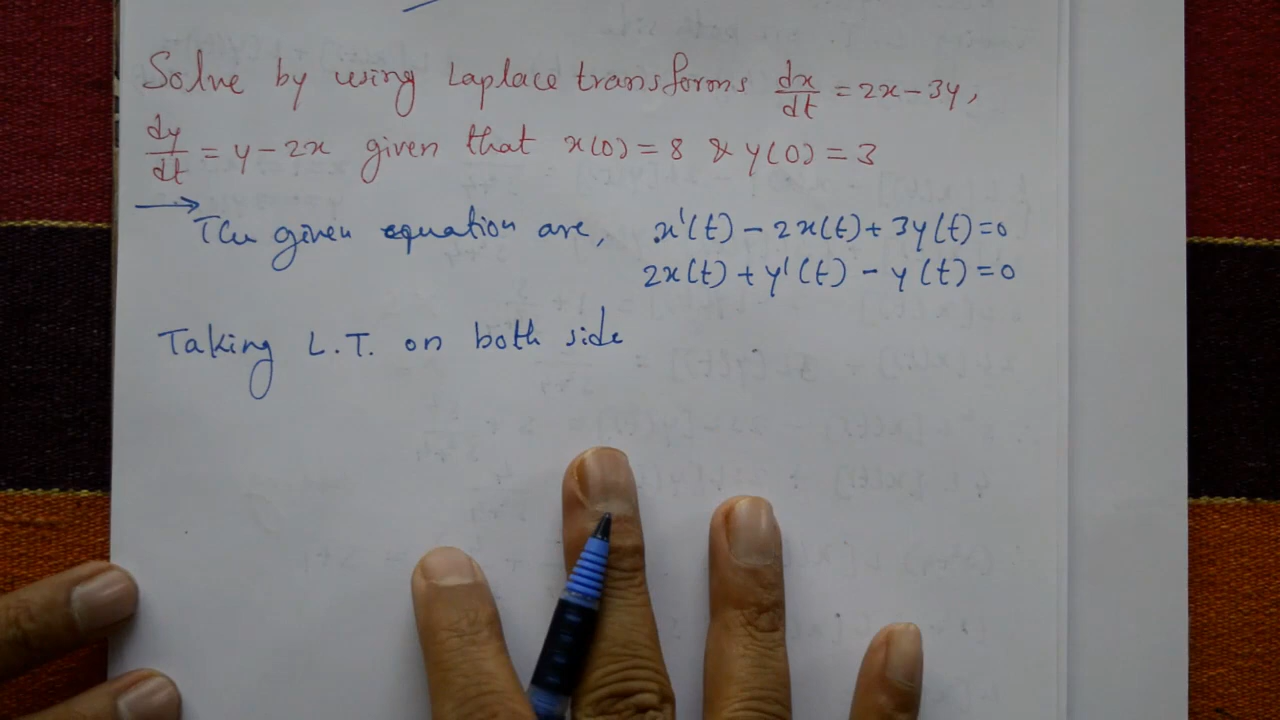 Solve by using Laplace transforms dx/dt = 2x - 3y,
dy/dt = y - 2x given that x(0) = 8 & y(0) = 3
The given equation are, x'(t) - 2x(t) + 3y(t) = 0
2x(t) + y'(t) - y(t) = 0
Taking L.T. on both side